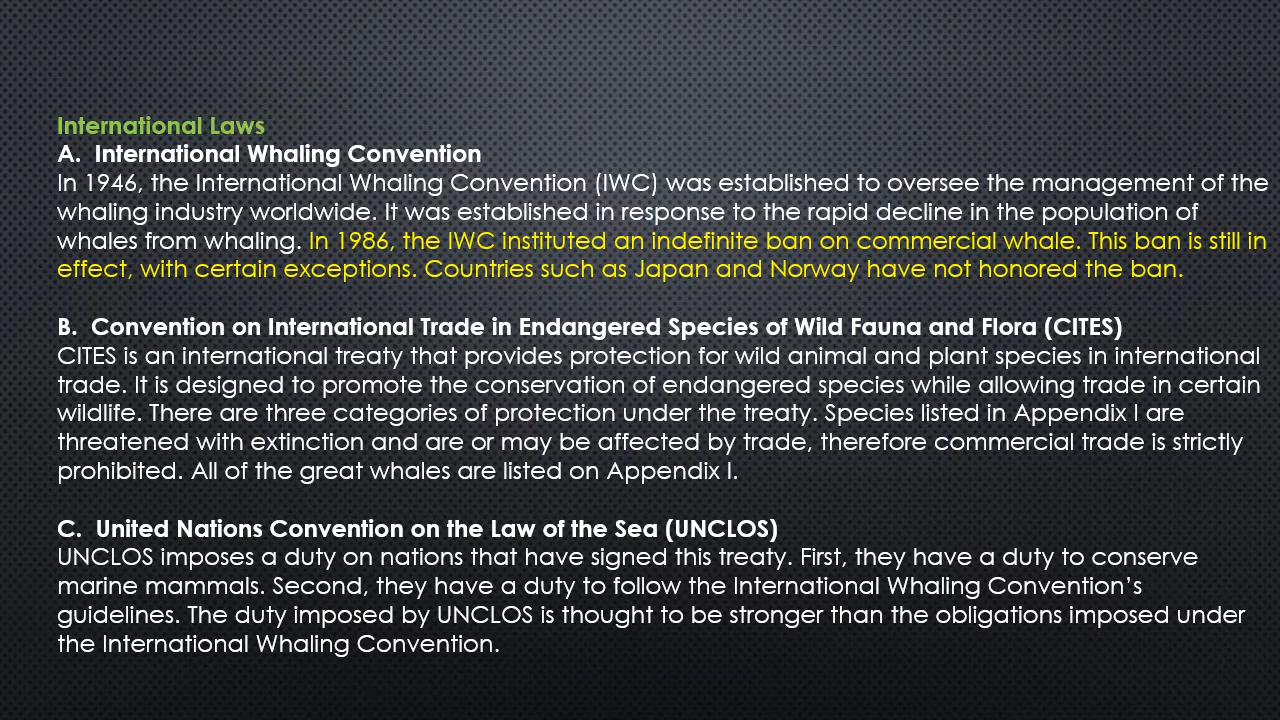 International Laws
A. International Whaling Convention
In 1946, the International Whaling Convention (IWC) was established to oversee the management of the
whaling industry worldwide. It was established in response to the rapid decline in the population of
whales from whaling. In 1986, the IWC instituted an indefinite ban on commercial whale. This ban is still in
effect, with certain exceptions. Countries such as Japan and Norway have not honored the ban.
B. Convention on International Trade in Endangered Species of Wild Fauna and Flora (CITES)
CITES is an international treaty that provides protection for wild animal and plant species in international
trade. It is designed to promote the conservation of endangered species while allowing trade in certain
wildlife. There are three categories of protection under the treaty. Species listed in Appendix I are
threatened with extinction and are or may be affected by trade, therefore commercial trade is strictly
prohibited. All of the great whales are listed on Appendix I.
C. United Nations Convention on the Law of the Sea (UNCLOS)
UNCLOS imposes a duty on nations that have signed this treaty. First, they have a duty to conserve
marine mammals. Second, they have a duty to follow the International Whaling Convention’s
guidelines. The duty imposed by UNCLOS is thought to be stronger than the obligations imposed under
the International Whaling Convention.